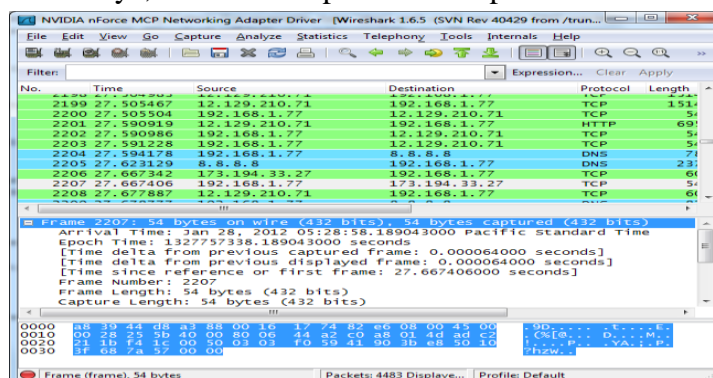 NVIDIA nForce MCP Networking Adapter Driver [Wireshark 1.6.5 (SVN Rev 40429 from /trun...
File Edit View Go Capture Analyze Statistics Telephony Tools Internals Help
Filter: Expression... Clear Apply
No. Time Source Destination Protocol Length
2199 27.505467 12.129.210.71 192.168.1.77 TCP 151
2200 27.505504 192.168.1.77 12.129.210.71 TCP 5
2201 27.590919 12.129.210.71 192.168.1.77 HTTP 69
2202 27.590986 192.168.1.77 12.129.210.71 TCP 5
2203 27.591228 192.168.1.77 12.129.210.71 TCP 5
2204 27.594178 192.168.1.77 8.8.8.8 DNS 7
2205 27.623129 8.8.8.8 192.168.1.77 DNS 23
2206 27.667342 173.194.33.27 192.168.1.77 TCP 6
2207 27.667406 192.168.1.77 173.194.33.27 TCP 5
2208 27.677887 12.129.210.71 192.168.1.77 TCP 6
Frame 2207: 54 bytes on wire (432 bits), 54 bytes captured (432 bits)
Arrival Time: Jan 28, 2012 05:28:58.189043000 Pacific Standard Time
Epoch Time: 1327757338.189043000 seconds
[Time delta from previous captured frame: 0.000064000 seconds]
[Time delta from previous displayed frame: 0.000064000 seconds]
[Time since reference or first frame: 27.667406000 seconds]
Frame Number: 2207
Frame Length: 54 bytes (432 bits)
Capture Length: 54 bytes (432 bits)
0000 a8 39 44 d8 a3 88 00 16 17 74 82 e6 08 00 45 00 .9D..... .t....E.
0010 00 28 25 5b 40 00 80 06 44 a2 c0 a8 01 4d ad c2 .(%[@... D....M..
0020 21 1b f4 1c 00 50 03 03 f0 59 41 90 3b e8 50 10 !....P.. .YA.;.P.
0030 3f 68 7a 57 00 00 ?hzW..
Frame (frame), 54 bytes Packets: 4483 Displaye... Profile: Default